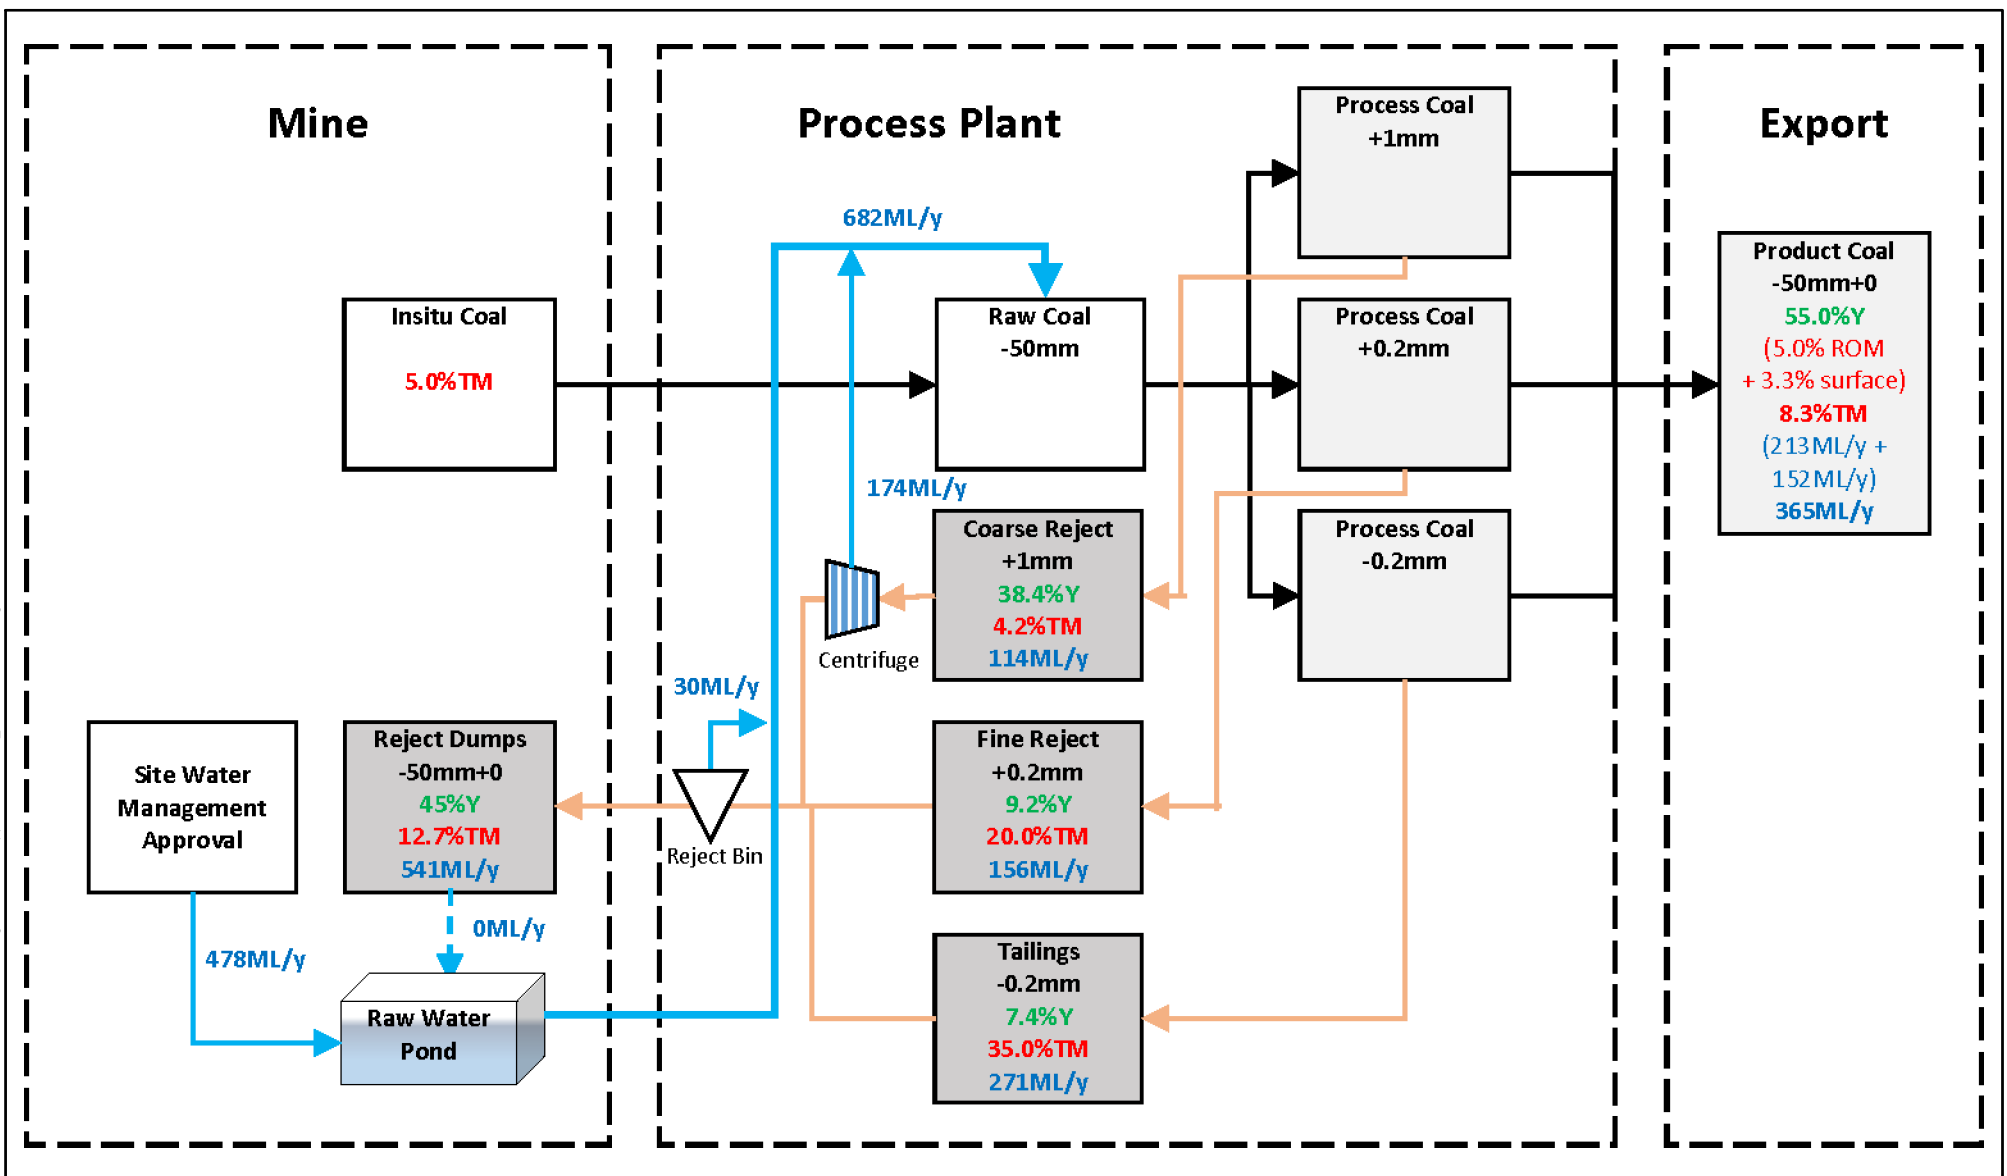 Mine
Process Plant
Export
Process Coal
+1mm
682ML/y
Insitu Coal
5.0%TM
Raw Coal
-50mm
Process Coal
+0.2mm
Product Coal
-50mm+0
55.0%Y
(5.0% ROM
+ 3.3% surface)
8.3%TM
(213ML/y +
152ML/y)
365ML/y
174ML/y
Coarse Reject
+1mm
38.4%Y
4.2%TM
114ML/y
Process Coal
-0.2mm
Centrifuge
30ML/y
Site Water
Management
Approval
Reject Dumps
-50mm+0
45%Y
12.7%TM
541ML/y
Reject Bin
Fine Reject
+0.2mm
9.2%Y
20.0%TM
156ML/y
478ML/y
0ML/y
Raw Water
Pond
Tailings
-0.2mm
7.4%Y
35.0%TM
271ML/y